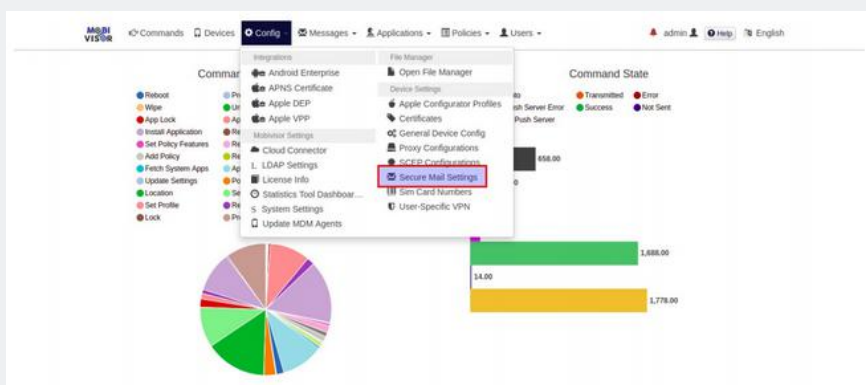 MOBI
VISOR
Commands
Devices
Config
Messages
Applications
Policies
Users
admin
Help
English
Integrations
Android Enterprise
APNS Certificate
Apple DEP
Apple VPP
Mobivisor Settings
Cloud Connector
L LDAP Settings
License Info
Statistics Tool Dashboar...
S System Settings
Update MDM Agents
File Manager
Open File Manager
Device Settings
Apple Configurator Profiles
Certificates
General Device Config
Proxy Configurations
SCEP Configurations
Secure Mail Settings
Sim Card Numbers
User-Specific VPN
Reboot
Wipe
App Lock
Install Application
Set Policy Features
Add Policy
Fetch System Apps
Update Settings
Location
Set Profile
Lock
Command State
Transmitted
Error
sh Server Error
Success
Not Sent
Push Server
658.00
1,688.00
14.00
1,778.00